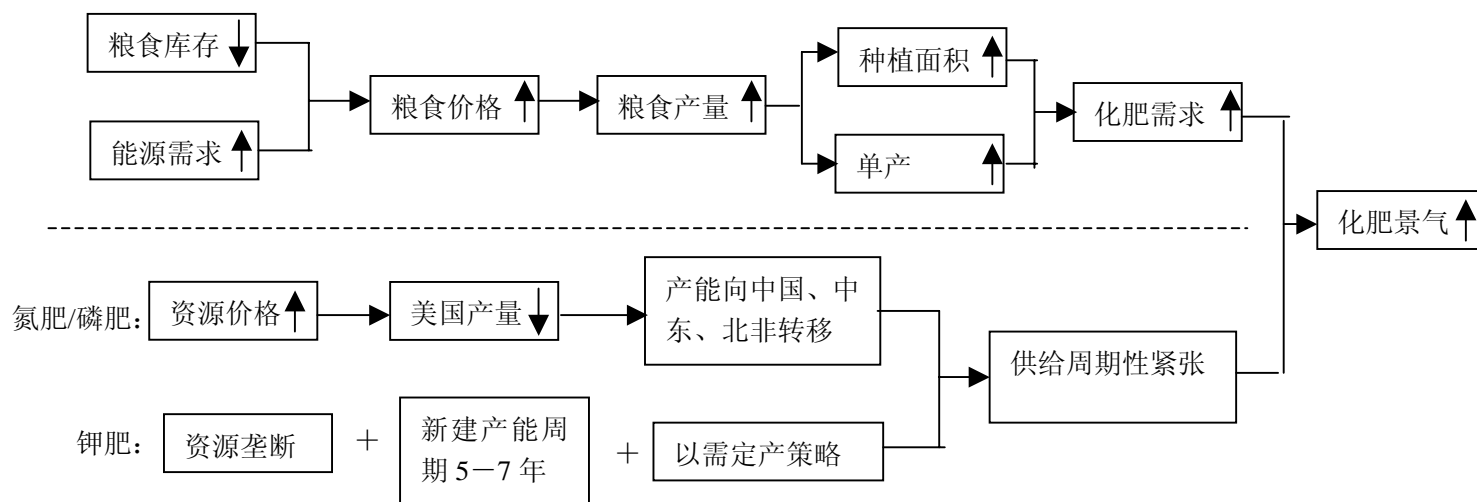 粮食库存
能源需求
粮食价格
粮食产量
种植面积
单产
化肥需求
化肥景气
氮肥/磷肥：
资源价格
美国产量
产能向中国、中
东、北非转移
供给周期性紧张
钾肥：
资源垄断
＋
新建产能周
期 5－7 年
＋
以需定产策略